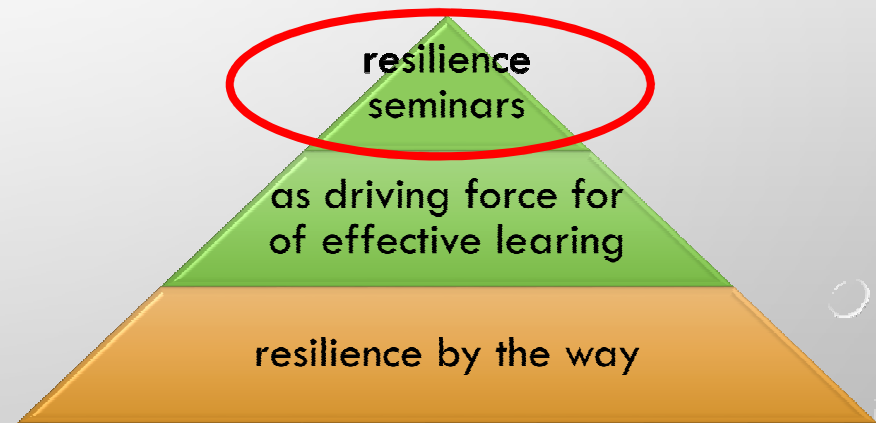 resilience
seminars
as driving force for
of effective learing
resilience by the way